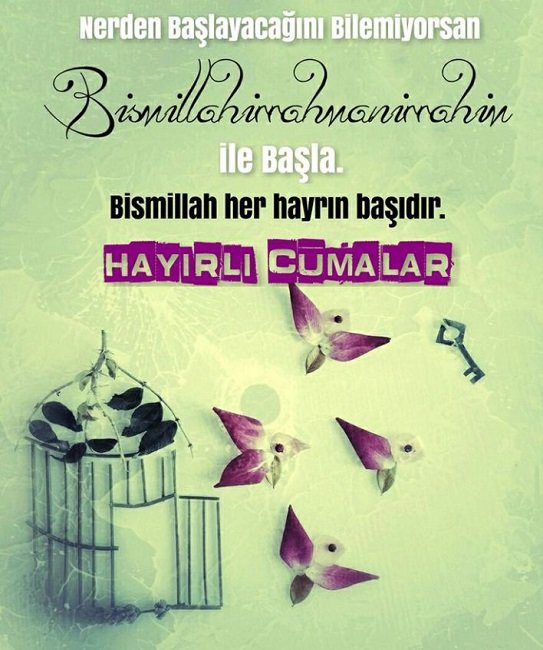 Nerden Başlayacağını Bilemiyorsan
Bismillahirrahmanirrahim
ile Başla.
Bismillah her hayrın başıdır.
HAYIRLI CUMALAR